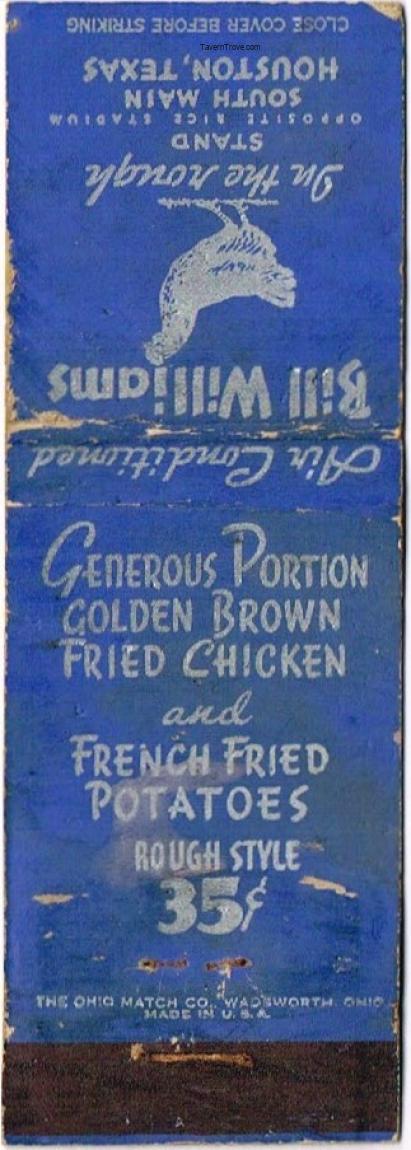 TavernTrove.com
Bill Williams
In the rough
STAND
OPPOSITE RICE STADIUM
SOUTH MAIN
HOUSTON, TEXAS
CLOSE COVER BEFORE STRIKING
Air Conditioned
GENEROUS PORTION
GOLDEN BROWN
FRIED CHICKEN
and
FRENCH FRIED
POTATOES
ROUGH STYLE
35¢
THE OHIO MATCH CO., WADSWORTH, OHIO
MADE IN U.S.A.